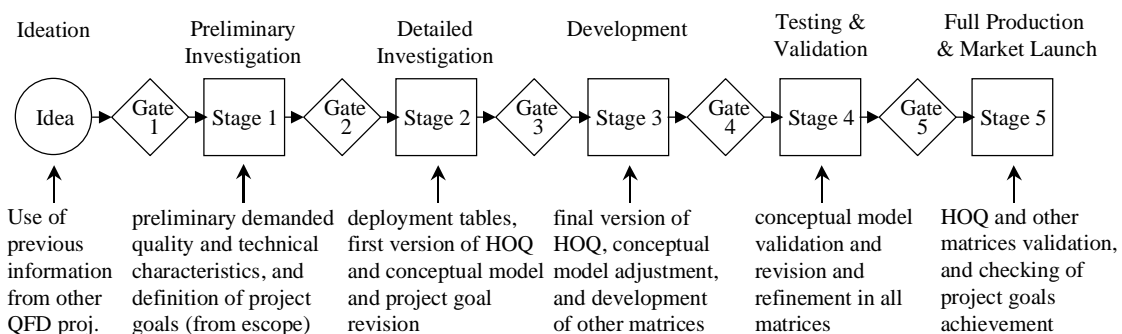 Ideation
Preliminary
Investigation
Detailed
Investigation
Development
Testing &
Validation
Full Production
& Market Launch
Idea
Gate
1
Stage 1
Gate
2
Stage 2
Gate
3
Stage 3
Gate
4
Stage 4
Gate
5
Stage 5
Use of
previous
information
from other
QFD proj.
preliminary demanded
quality and technical
characteristics, and
definition of project
goals (from escope)
deployment tables,
first version of HOQ
and conceptual model
and project goal
revision
final version of
HOQ, conceptual
model adjustment,
and development
of other matrices
conceptual model
validation and
revision and
refinement in all
matrices
HOQ and other
matrices validation,
and checking of
project goals
achievement